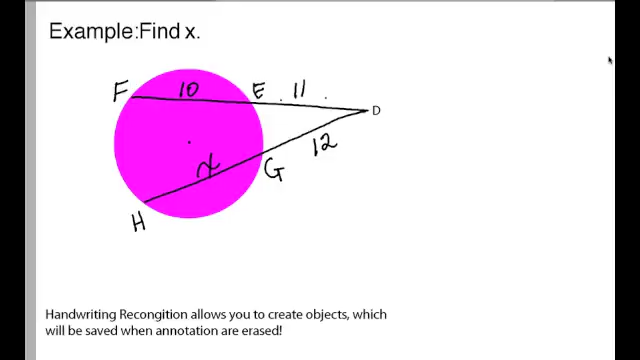 Example:Find x.
F 10 E 11
D
12
x G
H
Handwriting Recongition allows you to create objects, which
will be saved when annotation are erased!